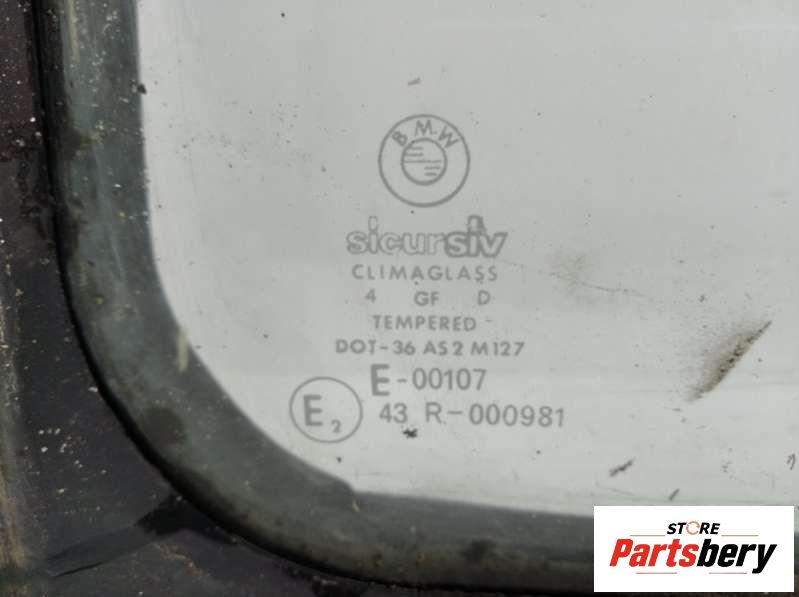 BMW
sicursiv
CLIMAGLASS
4 GF D
TEMPERED
DOT-36 AS2 M127
E-00107
E2 43 R-000981
STORE
Partsbery